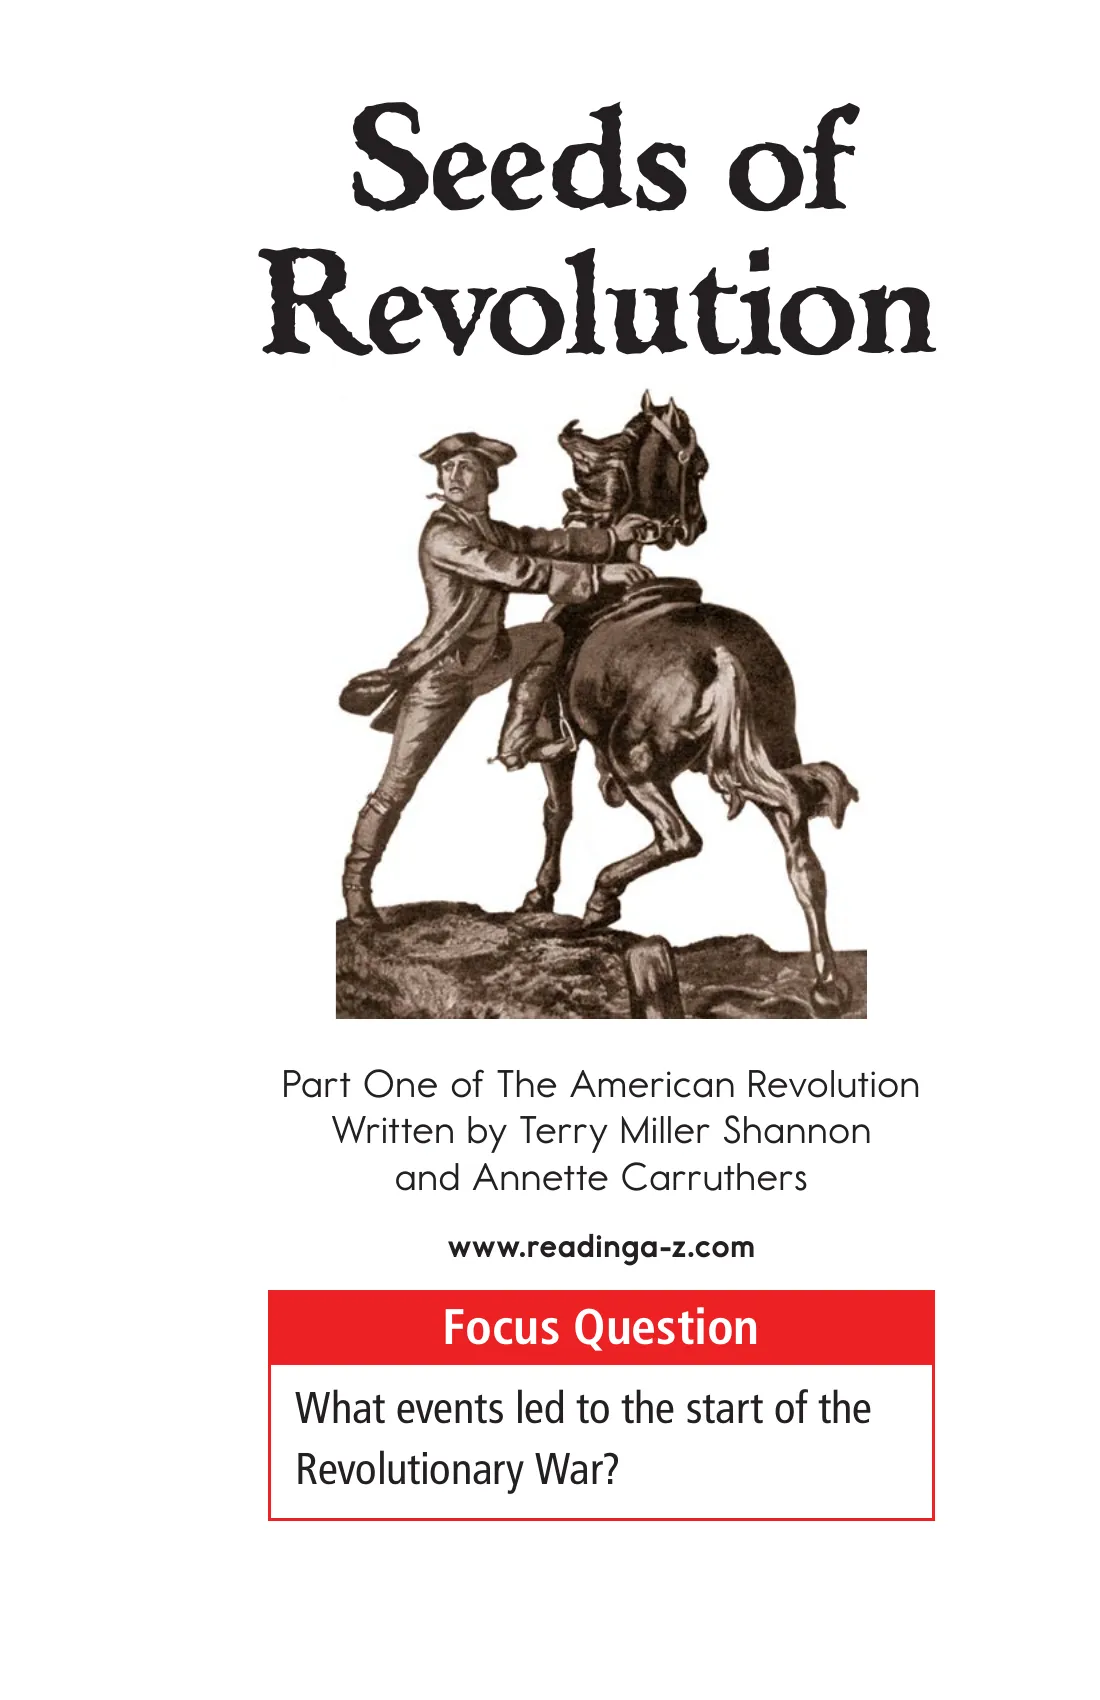 Seeds of
Revolution
Part One of The American Revolution
Written by Terry Miller Shannon
and Annette Carruthers
www.readinga-z.com
Focus Question
What events led to the start of the
Revolutionary War?